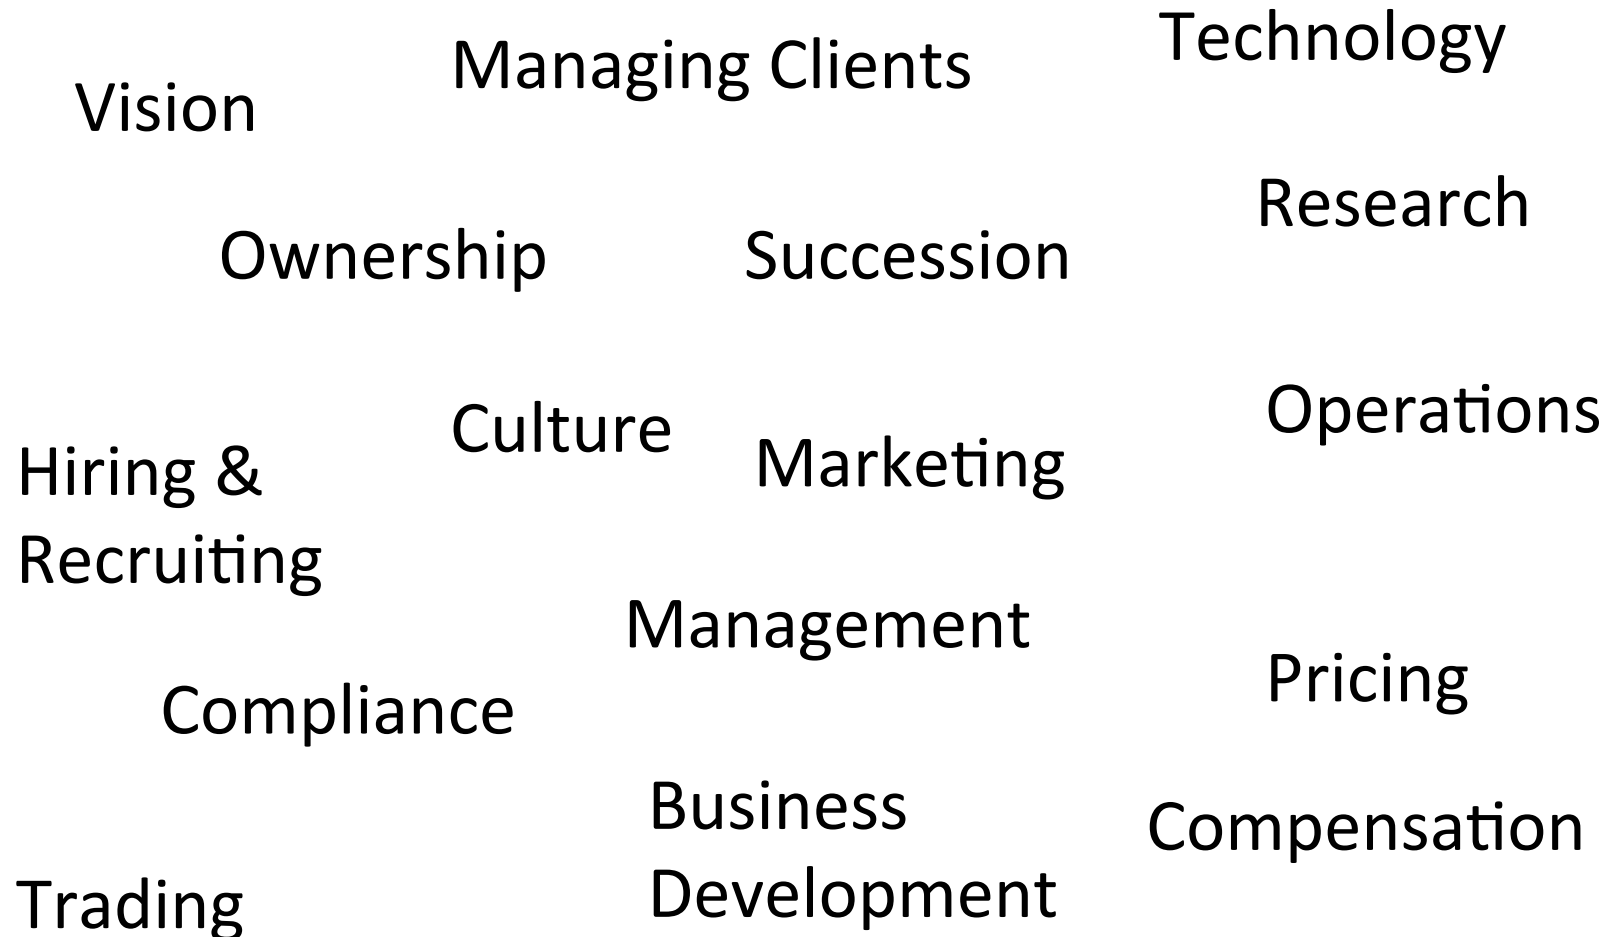 Technology
Managing Clients
Vision
Research
Ownership
Succession
Operations
Culture
Marketing
Hiring &
Recruiting
Management
Pricing
Compliance
Business
Development
Compensation
Trading